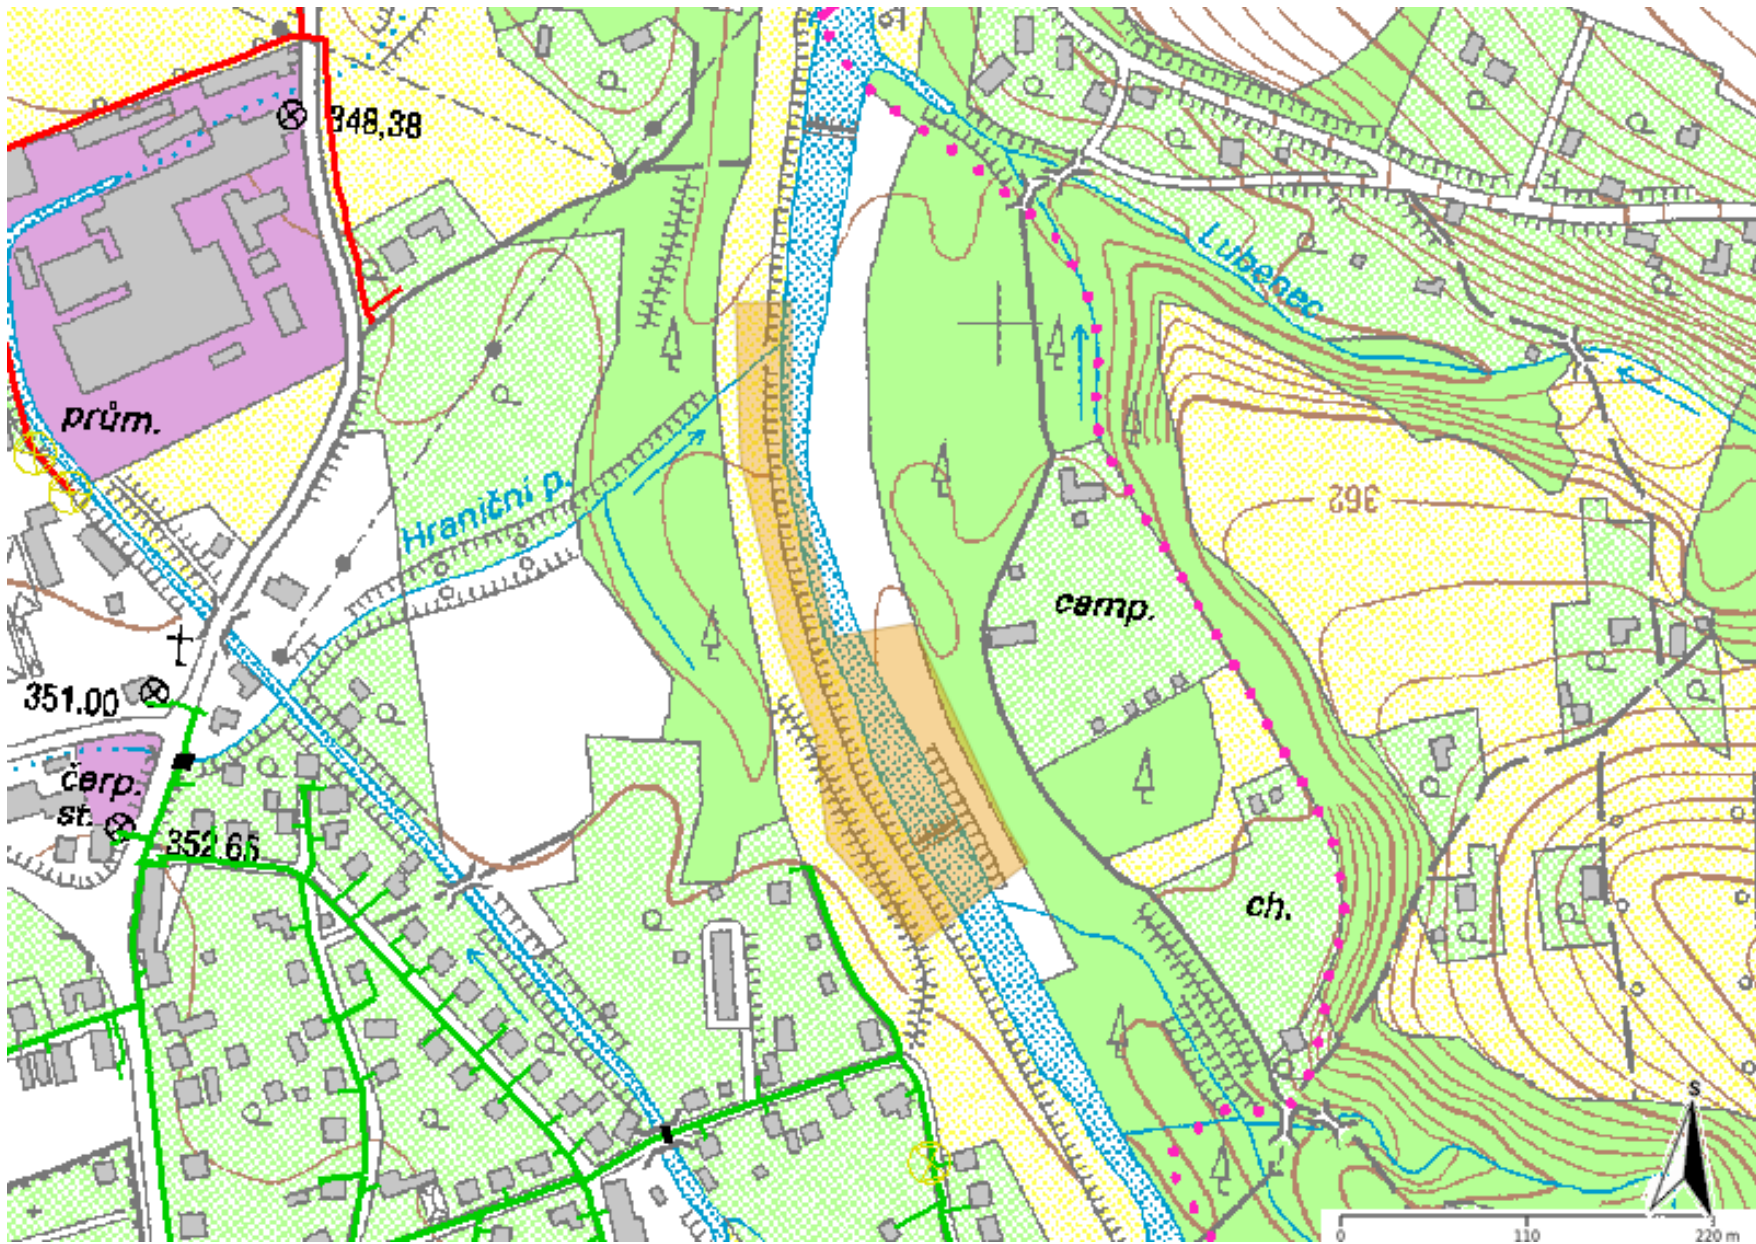 348,38
Lubenec
prům.
Hraniční p.
362
camp.
351.00
čerp.
st.
352.65
ch.
S
0 110 220 m